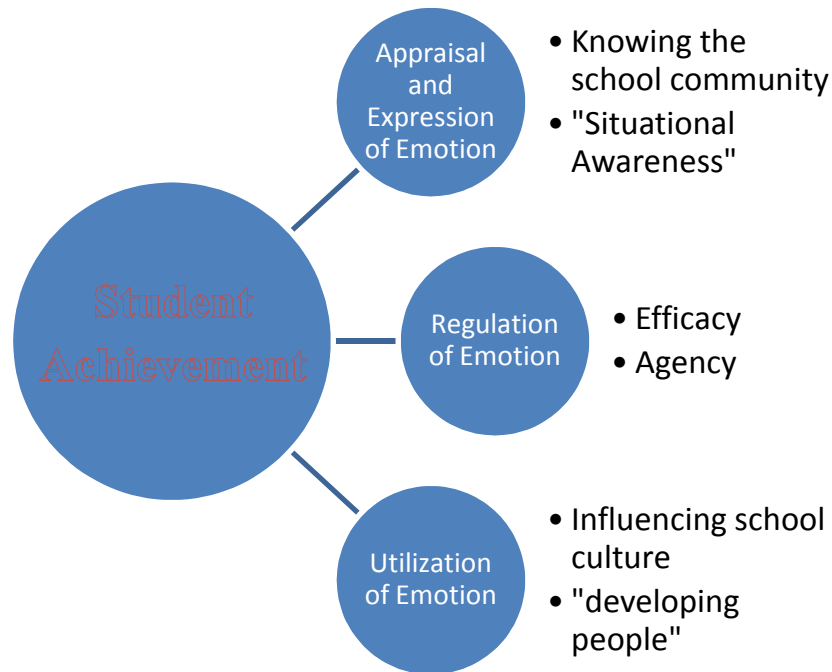 Student
Achievement
Appraisal
and
Expression
of Emotion
• Knowing the
school community
• "Situational
Awareness"
Regulation
of Emotion
• Efficacy
• Agency
Utilization
of Emotion
• Influencing school
culture
• "developing
people"